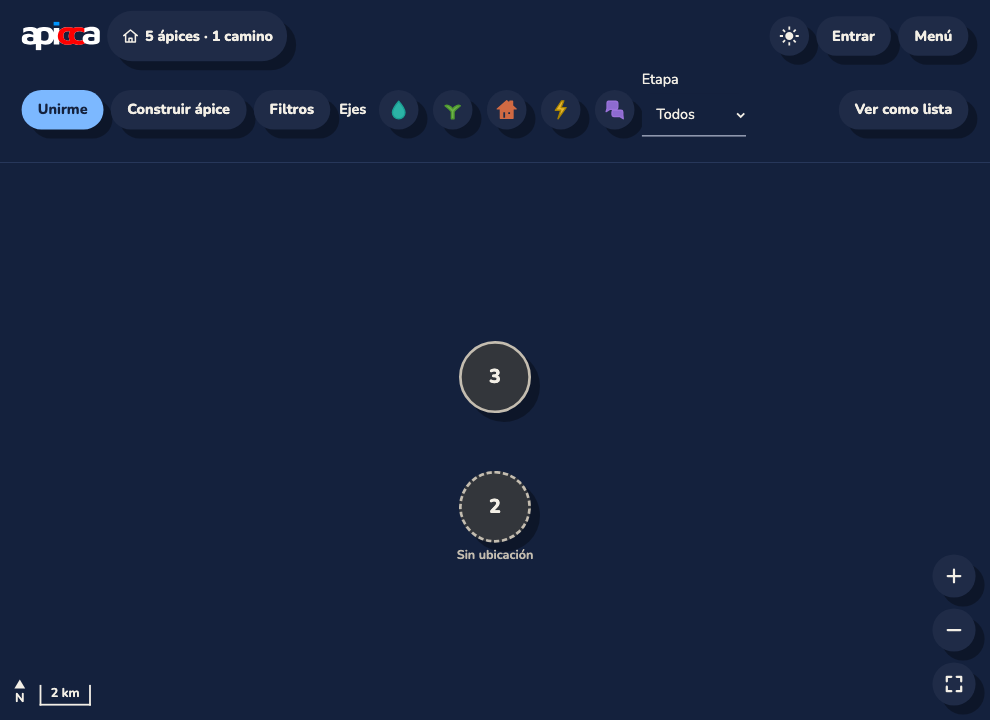 apicca
5 ápices · 1 camino
Entrar
Menú
Unirme
Construir ápice
Filtros
Ejes
Etapa
Todos
Ver como lista
3
2
Sin ubicación
N
2 km